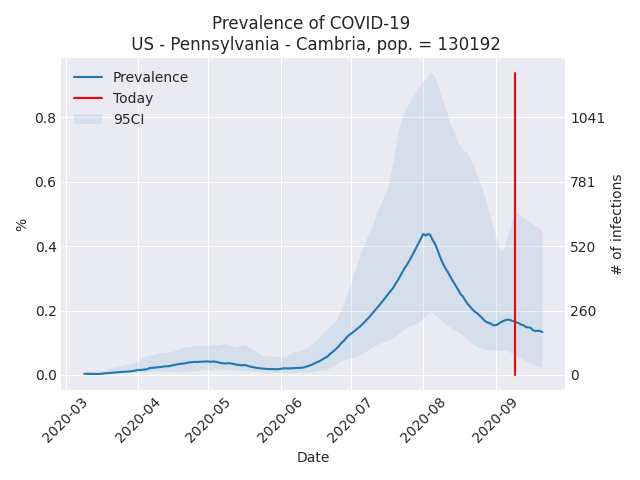 Prevalence of COVID-19
US - Pennsylvania - Cambria, pop. = 130192
Prevalence
Today
95CI
%
0.8
0.6
0.4
0.2
0.0
1041
781
520
260
0
# of infections
2020-03
2020-04
2020-05
2020-06
2020-07
2020-08
2020-09
Date